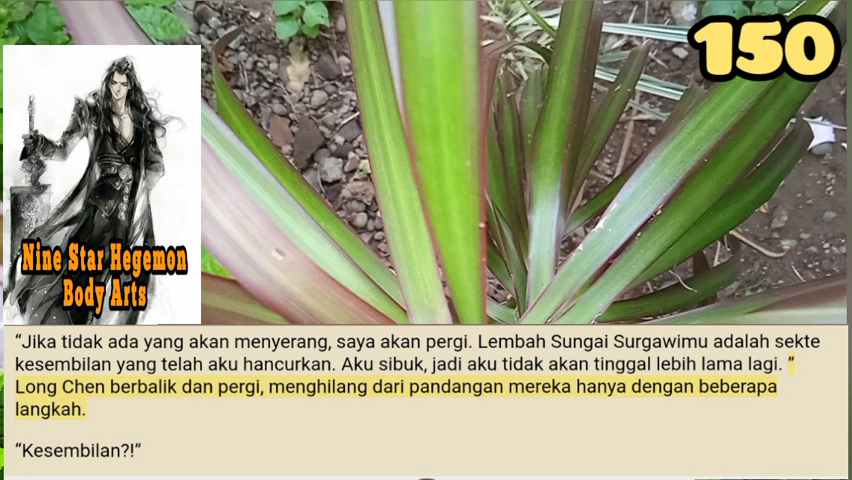 150
Nine Star Hegemon
Body Arts
“Jika tidak ada yang akan menyerang, saya akan pergi. Lembah Sungai Surgawimu adalah sekte
kesembilan yang telah aku hancurkan. Aku sibuk, jadi aku tidak akan tinggal lebih lama lagi. ”
Long Chen berbalik dan pergi, menghilang dari pandangan mereka hanya dengan beberapa
langkah.
“Kesembilan?!”